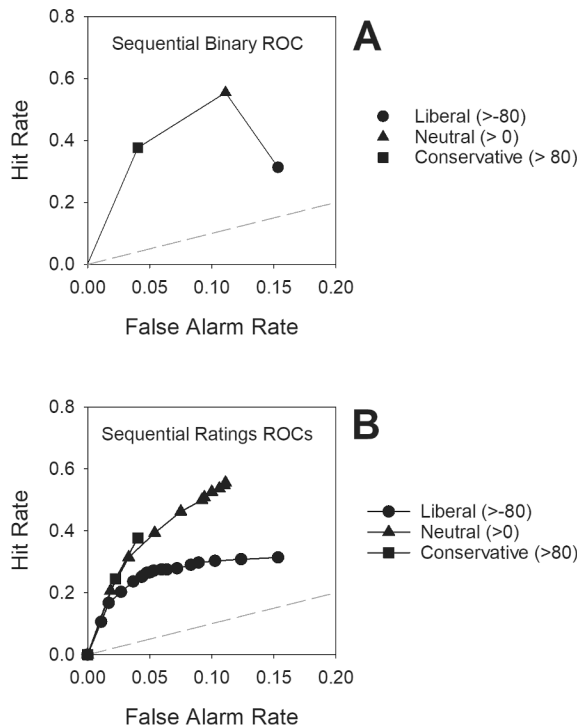 Sequential Binary ROC
A
Hit Rate
0.8
0.6
0.4
0.2
0.0
0.00 0.05 0.10 0.15 0.20
False Alarm Rate
Liberal (>-80)
Neutral (> 0)
Conservative (> 80)
Sequential Ratings ROCs
B
Hit Rate
0.8
0.6
0.4
0.2
0.0
0.00 0.05 0.10 0.15 0.20
False Alarm Rate
Liberal (>-80)
Neutral (>0)
Conservative (>80)